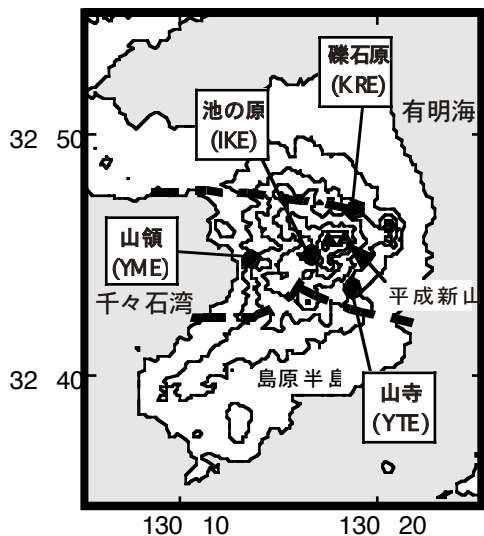 礫石原
(KRE)
池の原
(IKE)
有明海
32 50
山領
(YME)
千々石湾
平成新山
32 40
島原半島
山寺
(YTE)
130 10
130 20